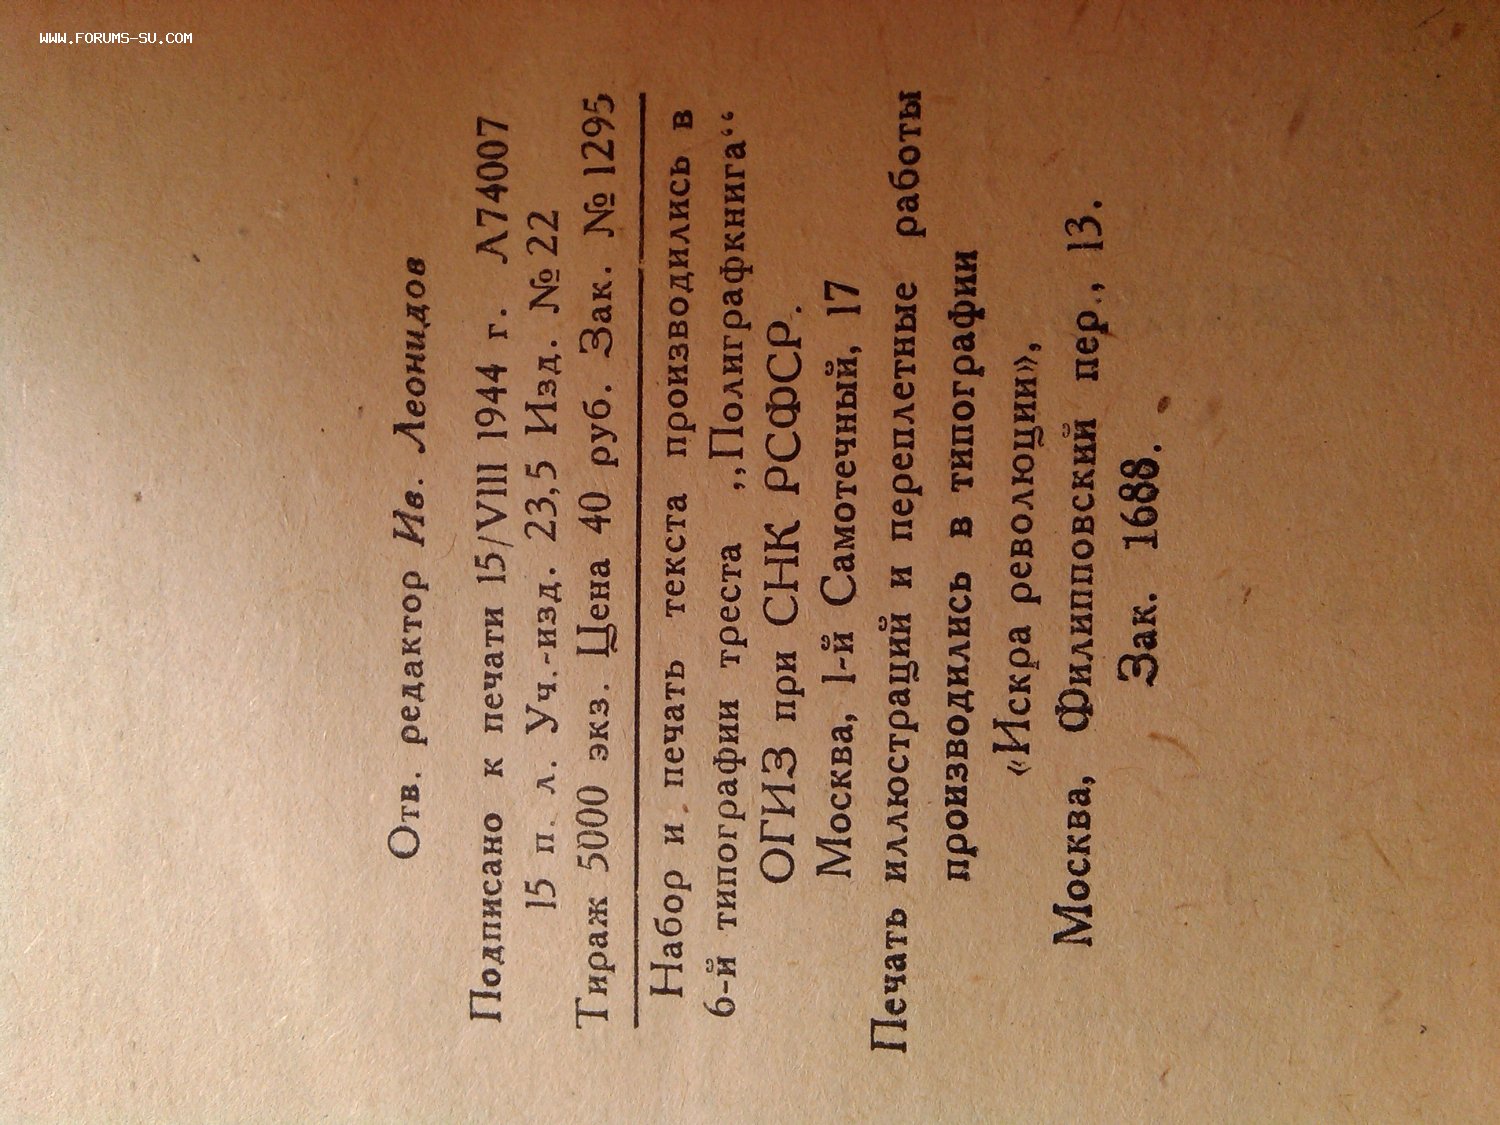 WWW.FORUMS-SU.COM
Отв. редактор Ив. Леонидов
Подписано к печати 15/VIII 1944 г. Л74007
15 п. л. Уч.-изд. 23,5 Изд. № 22
Тираж 5000 экз. Цена 40 руб. Зак. № 1295
Набор и печать текста производились в
6-й типографии треста „Полиграфкнига“
ОГИЗ при СНК РСФСР.
Москва, 1-й Самотечный, 17
Печать иллюстраций и переплетные работы
производились в типографии
«Искра революции»,
Москва, Филипповский пер., 13.
Зак. 1688.